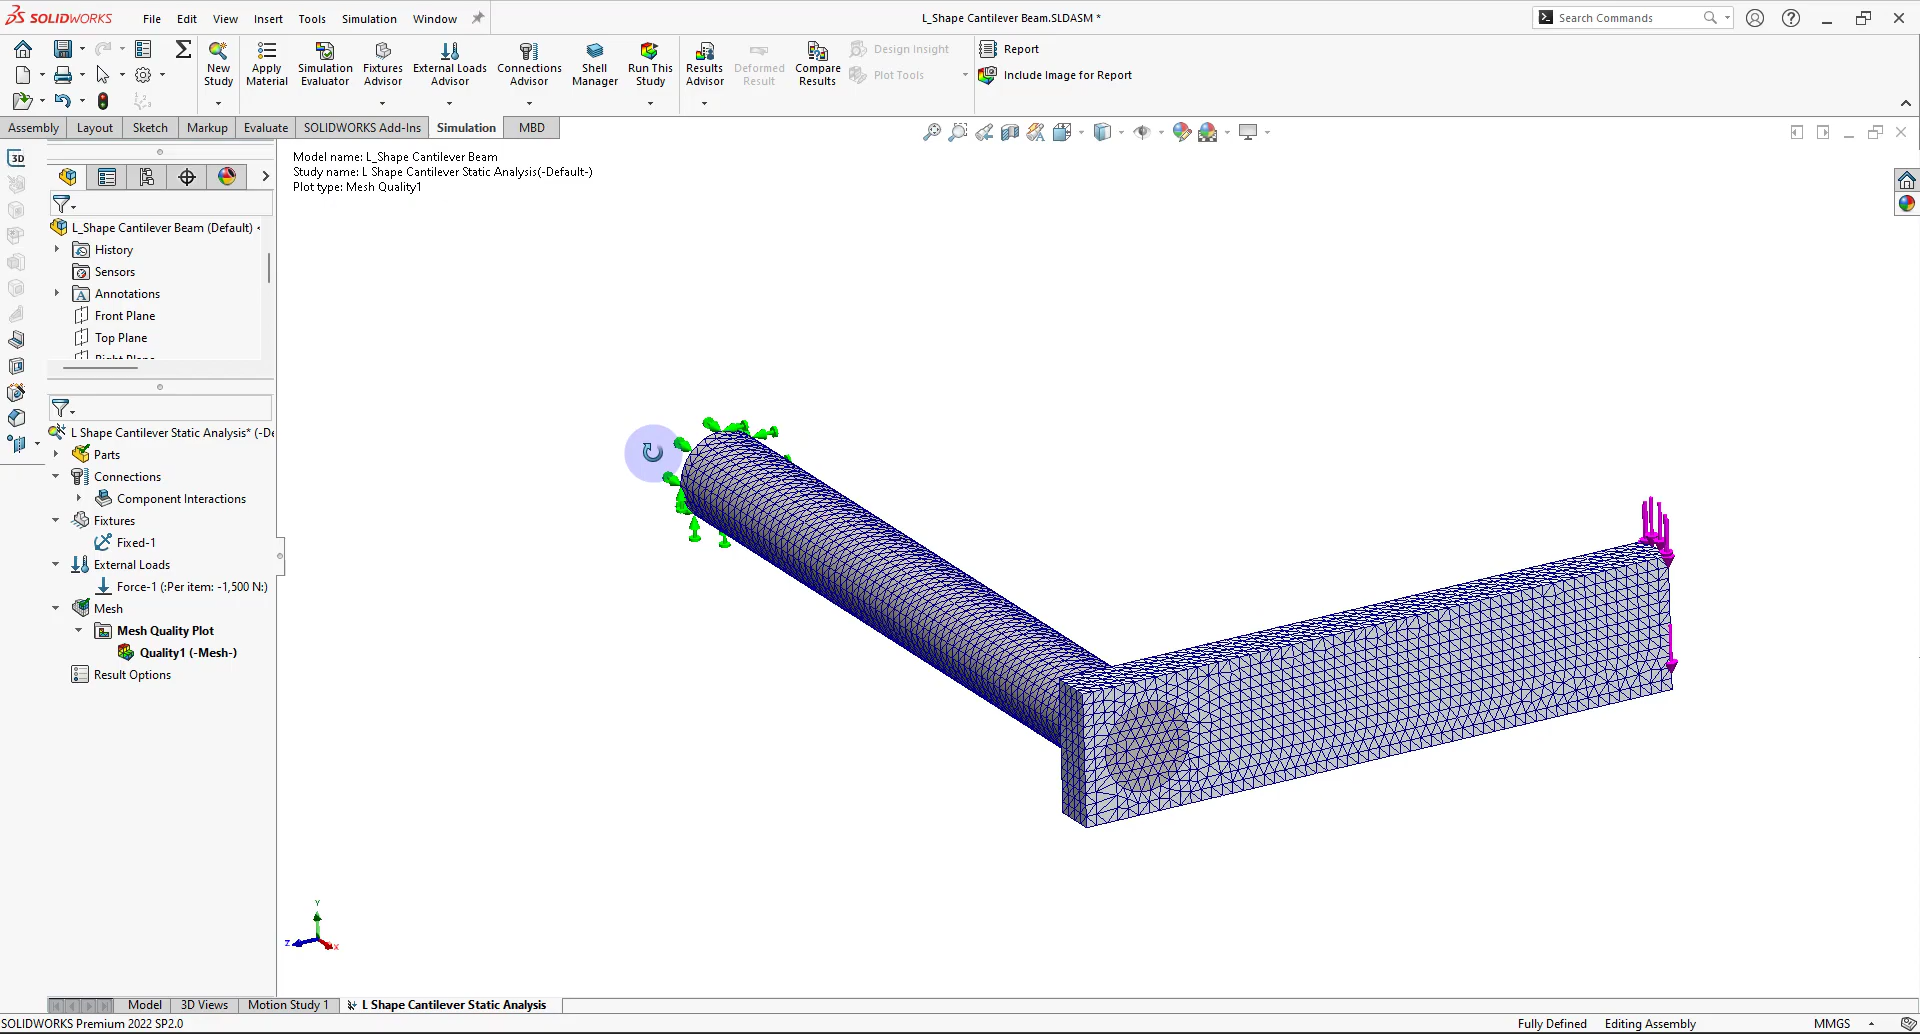 SOLIDWORKS File Edit View Insert Tools Simulation Window L_Shape Cantilever Beam.SLDASM * Search Commands
New Study
Apply Material
Simulation Evaluator
Fixtures Advisor
External Loads Advisor
Connections Advisor
Shell Manager
Run This Study
Results Advisor
Deformed Result
Compare Results
Design Insight
Plot Tools
Report
Include Image for Report
Assembly Layout Sketch Markup Evaluate SOLIDWORKS Add-Ins Simulation MBD
Model name: L_Shape Cantilever Beam
Study name: L Shape Cantilever Static Analysis(-Default-)
Plot type: Mesh Quality1
L_Shape Cantilever Beam (Default) <
History
Sensors
Annotations
Front Plane
Top Plane
Right Plane
L Shape Cantilever Static Analysis* (-De
Parts
Connections
Component Interactions
Fixtures
Fixed-1
External Loads
Force-1 (:Per item: -1,500 N:)
Mesh
Mesh Quality Plot
Quality1 (-Mesh-)
Result Options
3D
Y
Z
X
Model 3D Views Motion Study 1 L Shape Cantilever Static Analysis
SOLIDWORKS Premium 2022 SP2.0 Fully Defined Editing Assembly MMGS